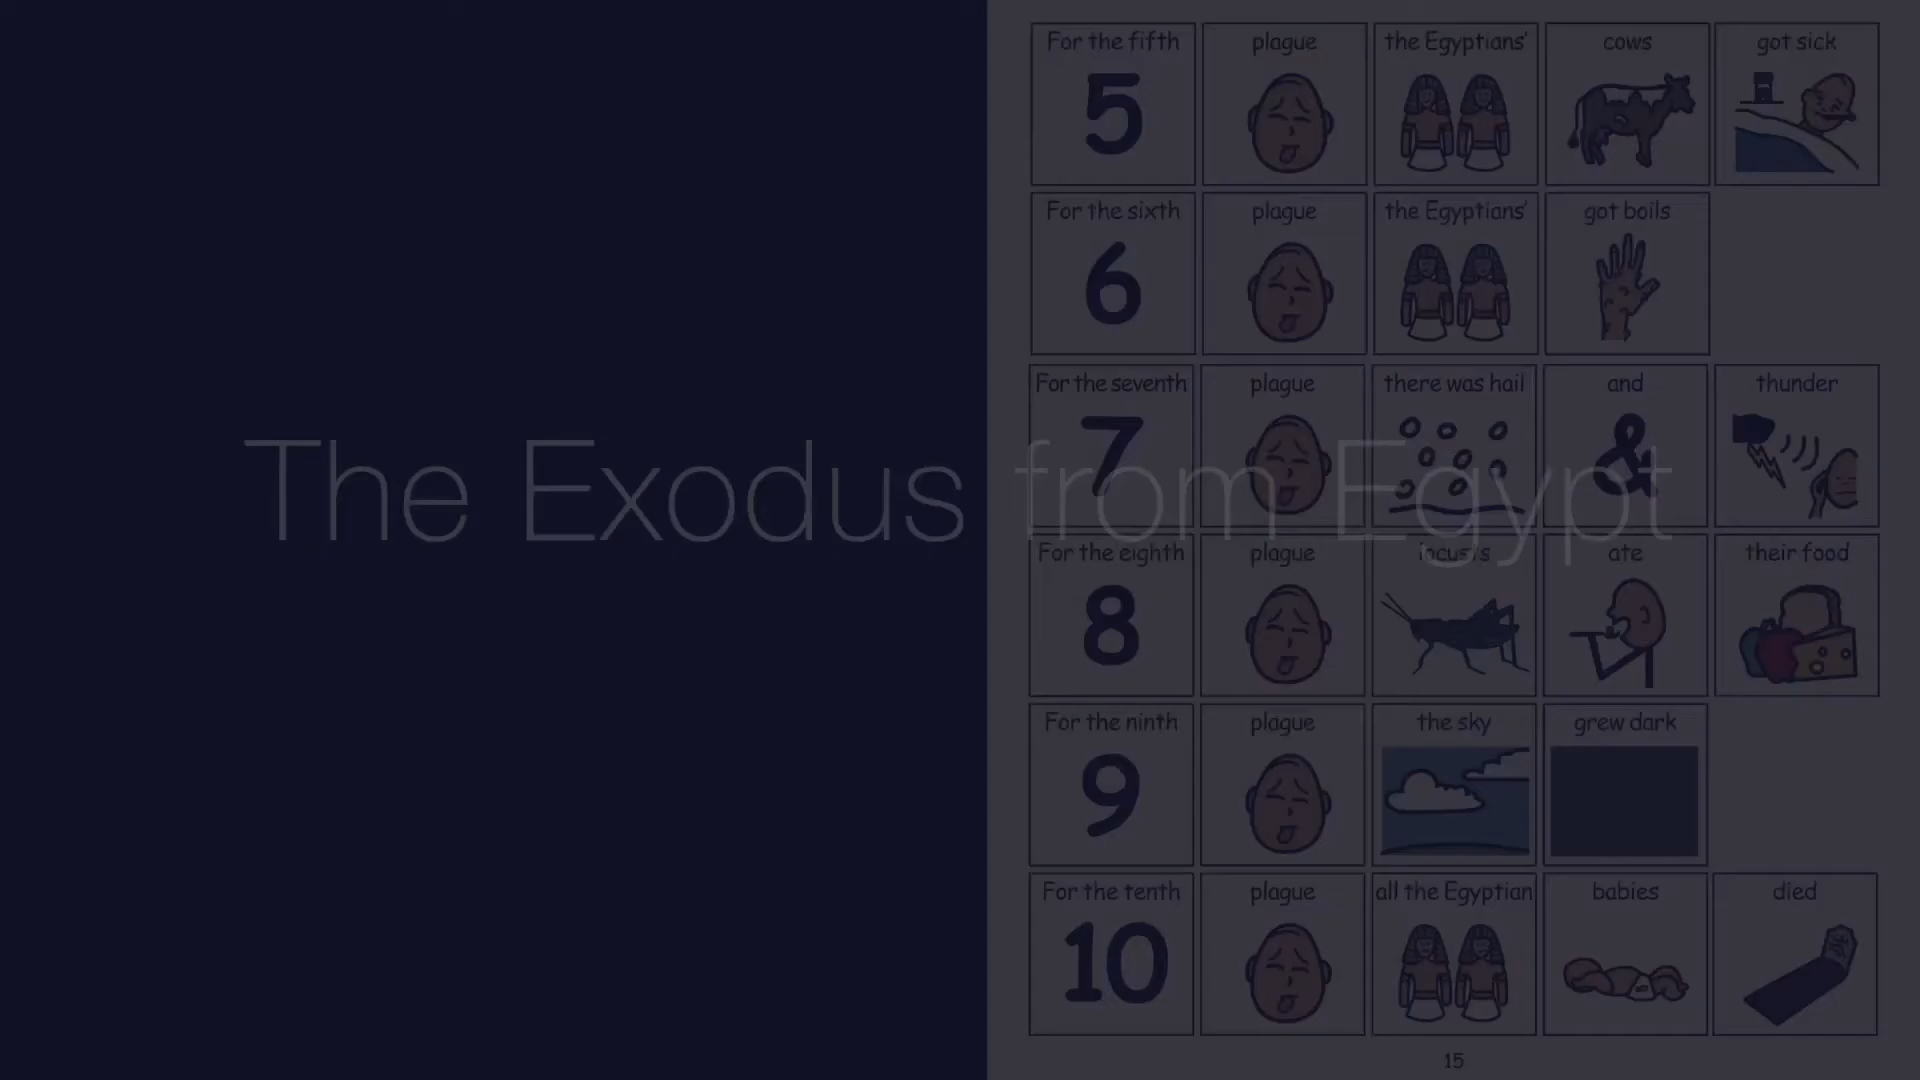 The Exodus from Egypt
For the fifth plague the Egyptians' cows got sick
5
For the sixth plague the Egyptians' got boils
6
For the seventh plague there was hail and thunder
7 &
For the eighth plague locusts ate their food
8
For the ninth plague the sky grew dark
9
For the tenth plague all the Egyptian babies died
10
15